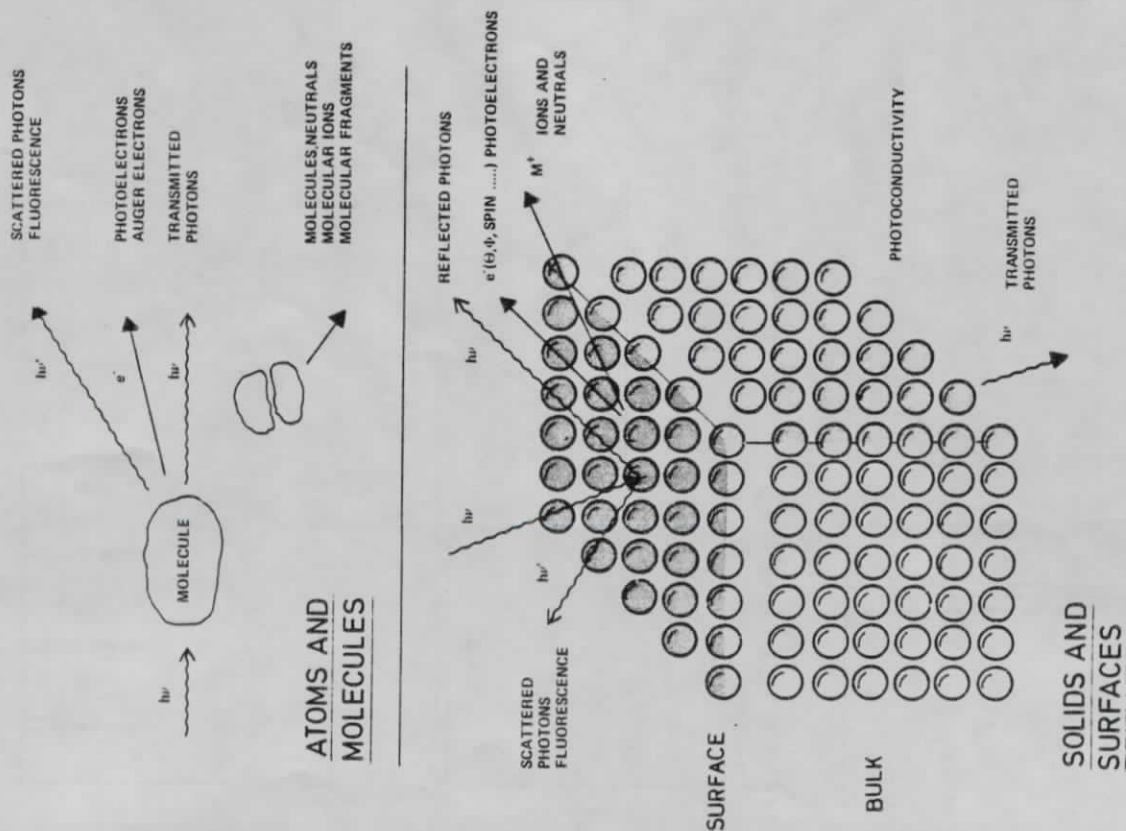 SCATTERED PHOTONS
FLUORESCENCE
hν'
PHOTOELECTRONS
AUGER ELECTRONS
e-
TRANSMITTED
PHOTONS
hν
hν
MOLECULE
MOLECULES,NEUTRALS
MOLECULAR IONS
MOLECULAR FRAGMENTS
ATOMS AND
MOLECULES
REFLECTED PHOTONS
hν
e-(Θ,Φ, SPIN .....) PHOTOELECTRONS
M+
IONS AND
NEUTRALS
hν
hν'
SCATTERED
PHOTONS
FLUORESCENCE
SURFACE
BULK
PHOTOCONDUCTIVITY
hν
TRANSMITTED
PHOTONS
SOLIDS AND
SURFACES